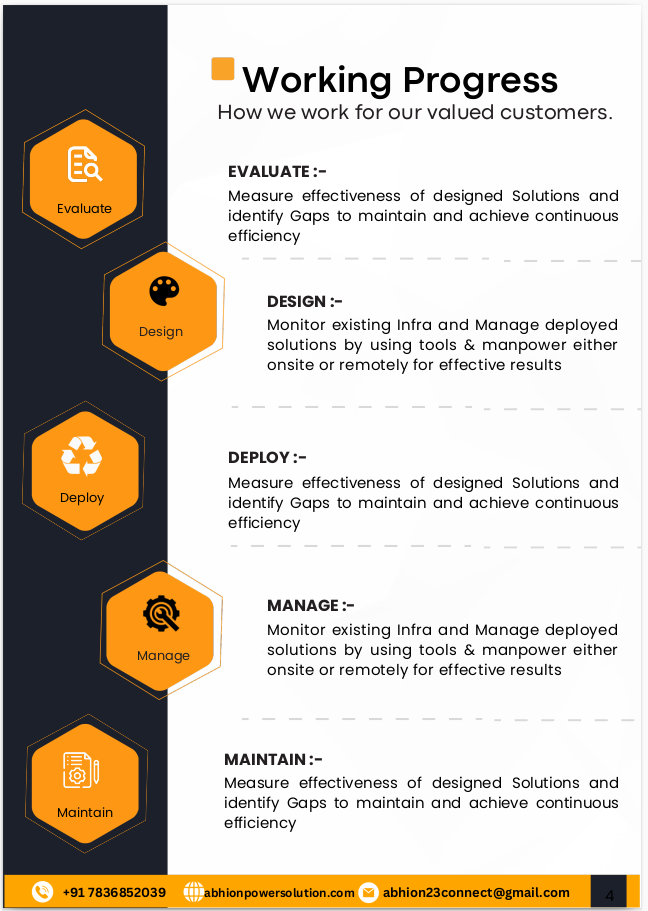 Working Progress
How we work for our valued customers.
Evaluate
EVALUATE :-
Measure effectiveness of designed Solutions and
identify Gaps to maintain and achieve continuous
efficiency
Design
DESIGN :-
Monitor existing Infra and Manage deployed
solutions by using tools & manpower either
onsite or remotely for effective results
Deploy
DEPLOY :-
Measure effectiveness of designed Solutions and
identify Gaps to maintain and achieve continuous
efficiency
Manage
MANAGE :-
Monitor existing Infra and Manage deployed
solutions by using tools & manpower either
onsite or remotely for effective results
Maintain
MAINTAIN :-
Measure effectiveness of designed Solutions and
identify Gaps to maintain and achieve continuous
efficiency
+91 7836852039 abhionpowersolution.com abhion23connect@gmail.com 4